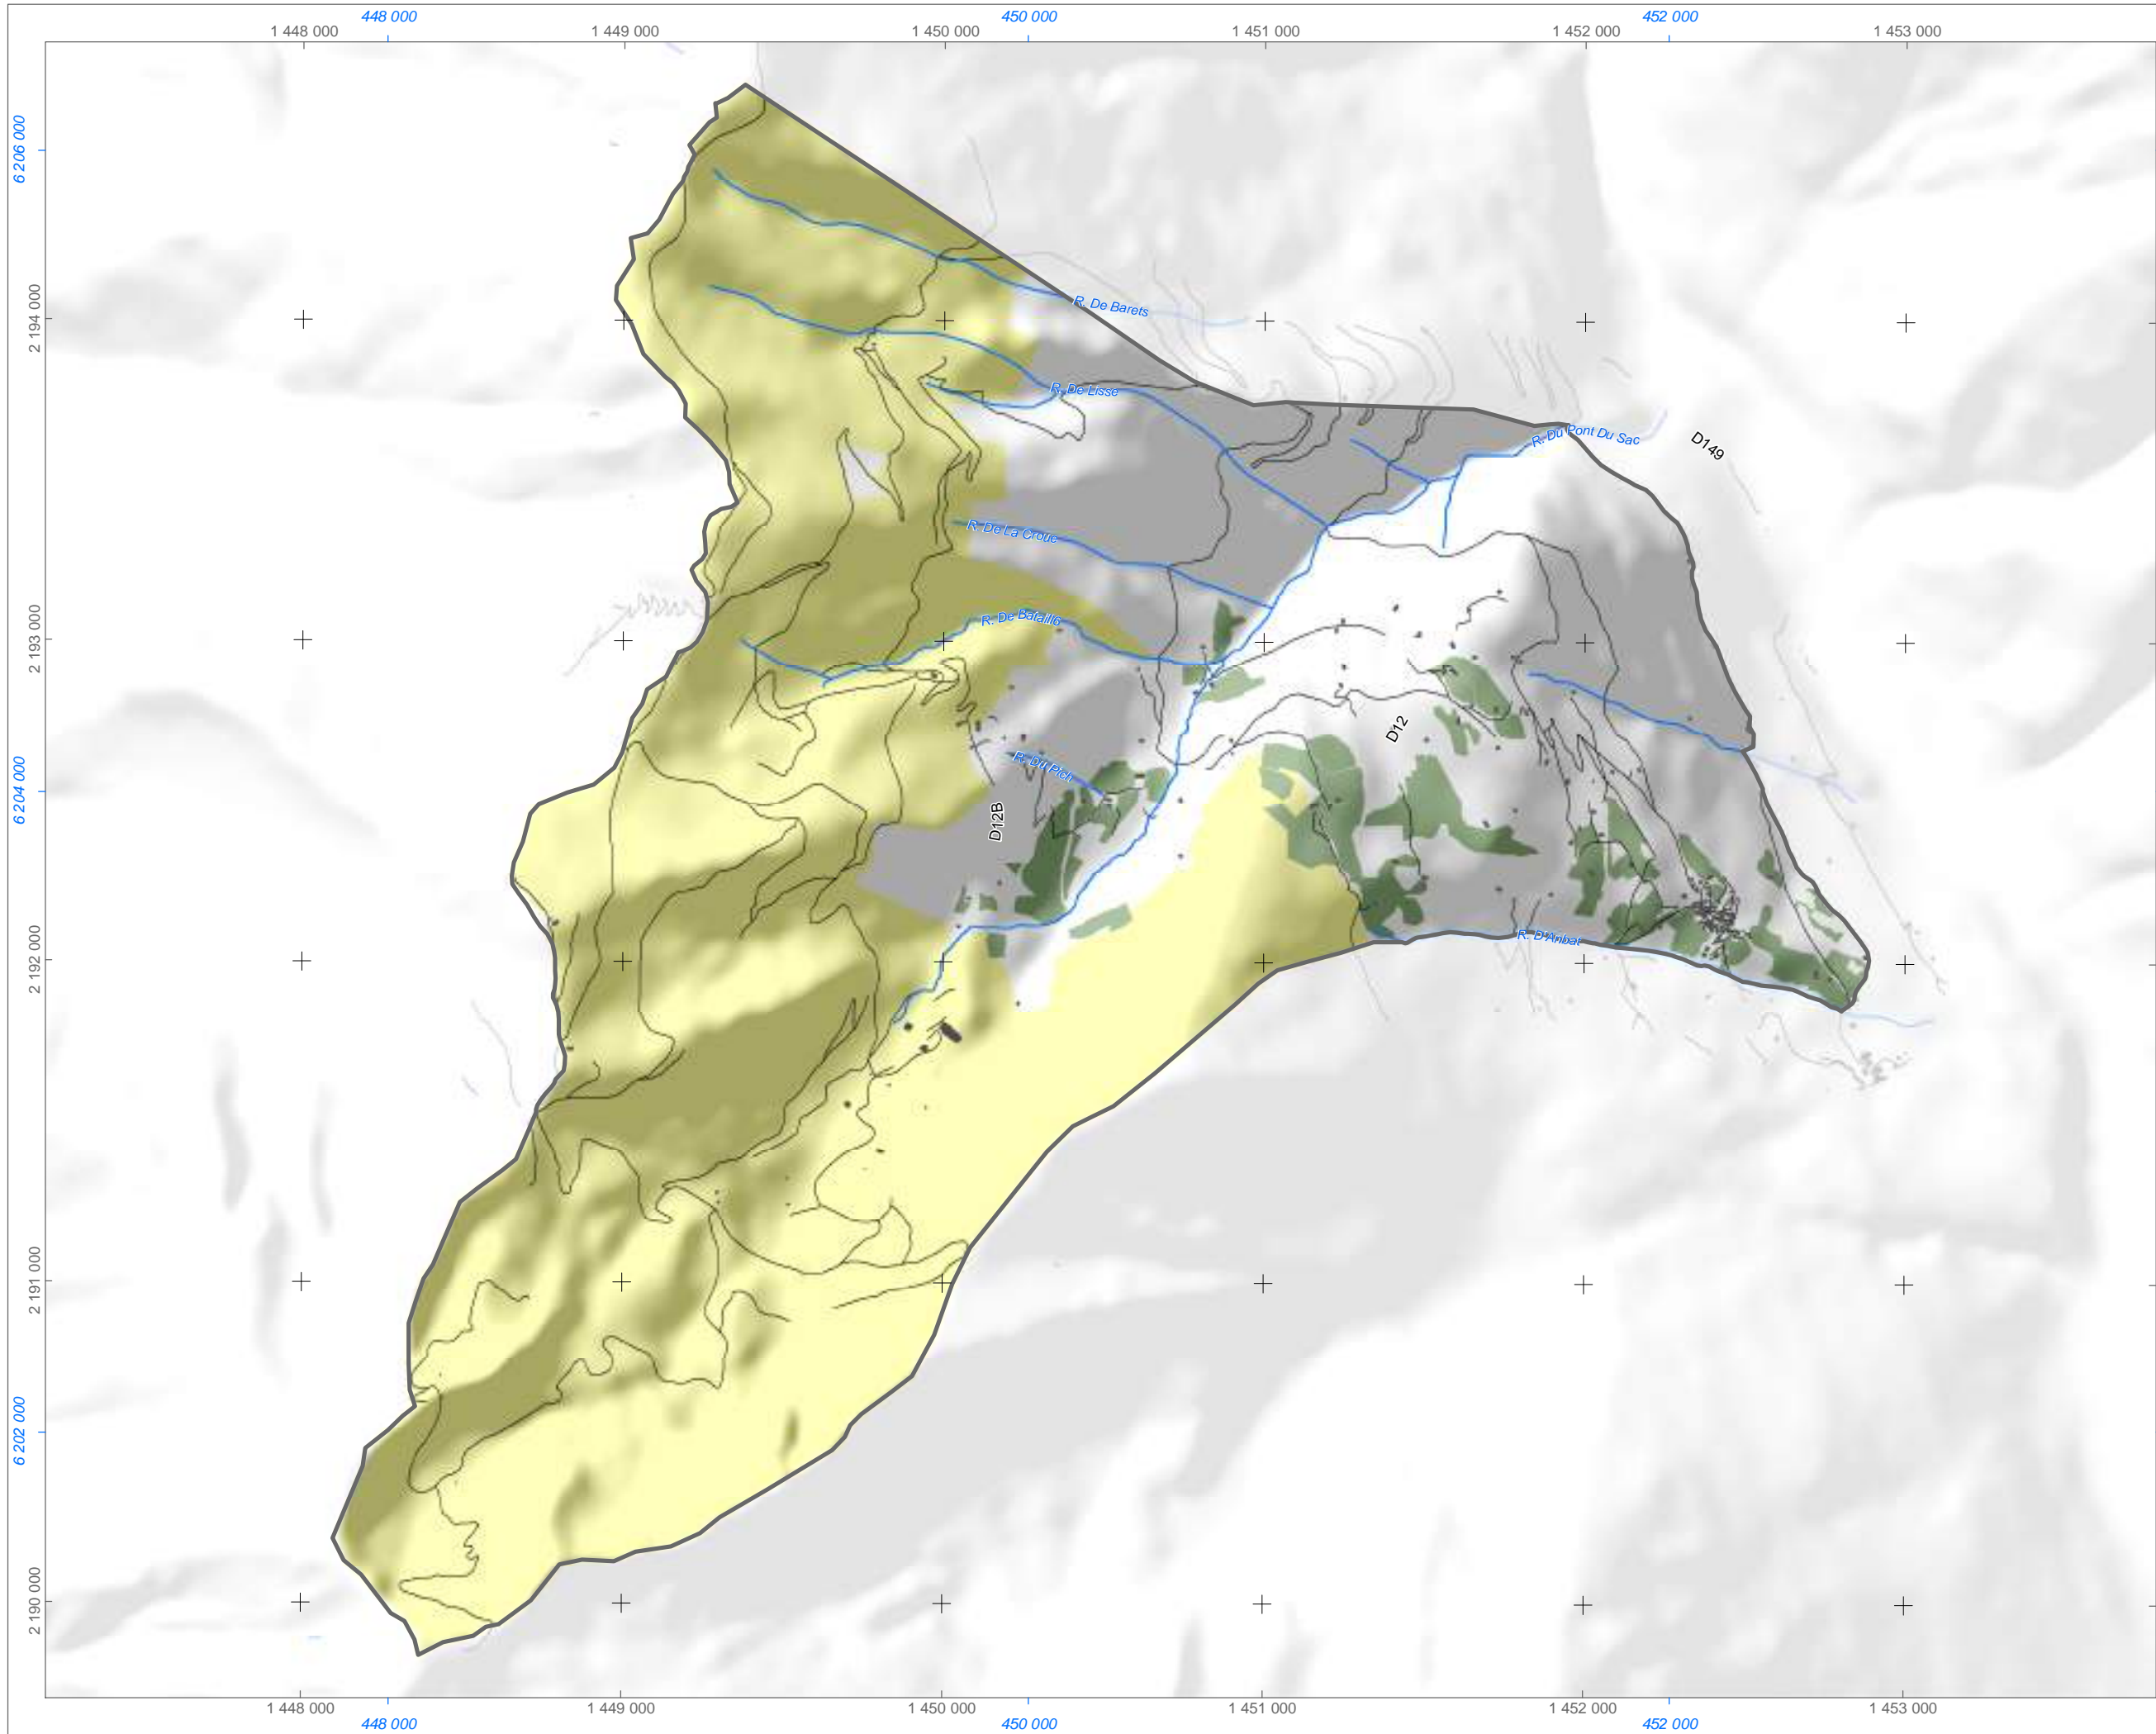 448 000
450 000
452 000
1 448 000
1 449 000
1 450 000
1 451 000
1 452 000
1 453 000
6 206 000
2 194 000
R. De Barets
R. De Lisse
R. Du Pont Du Sac
D149
R. De La Croue
2 193 000
R. De Bataille
D12
6 204 000
R. Du Pich
D12B
2 192 000
R. D'Anbat
2 191 000
6 202 000
2 190 000
1 448 000
1 449 000
1 450 000
1 451 000
1 452 000
1 453 000
448 000
450 000
452 000